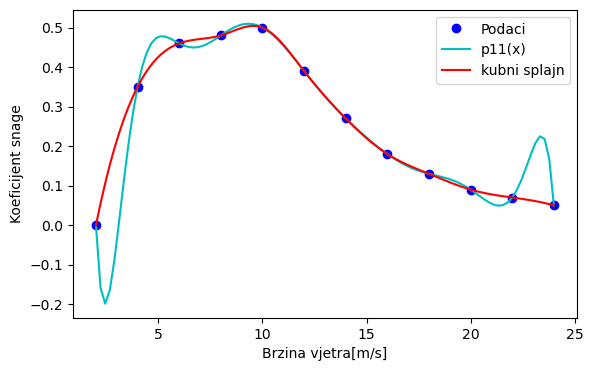 0.5
0.4
0.3
0.2
0.1
0.0
−0.1
−0.2
Koeficijent snage
Podaci
p11(x)
kubni splajn
5
10
15
20
25
Brzina vjetra[m/s]